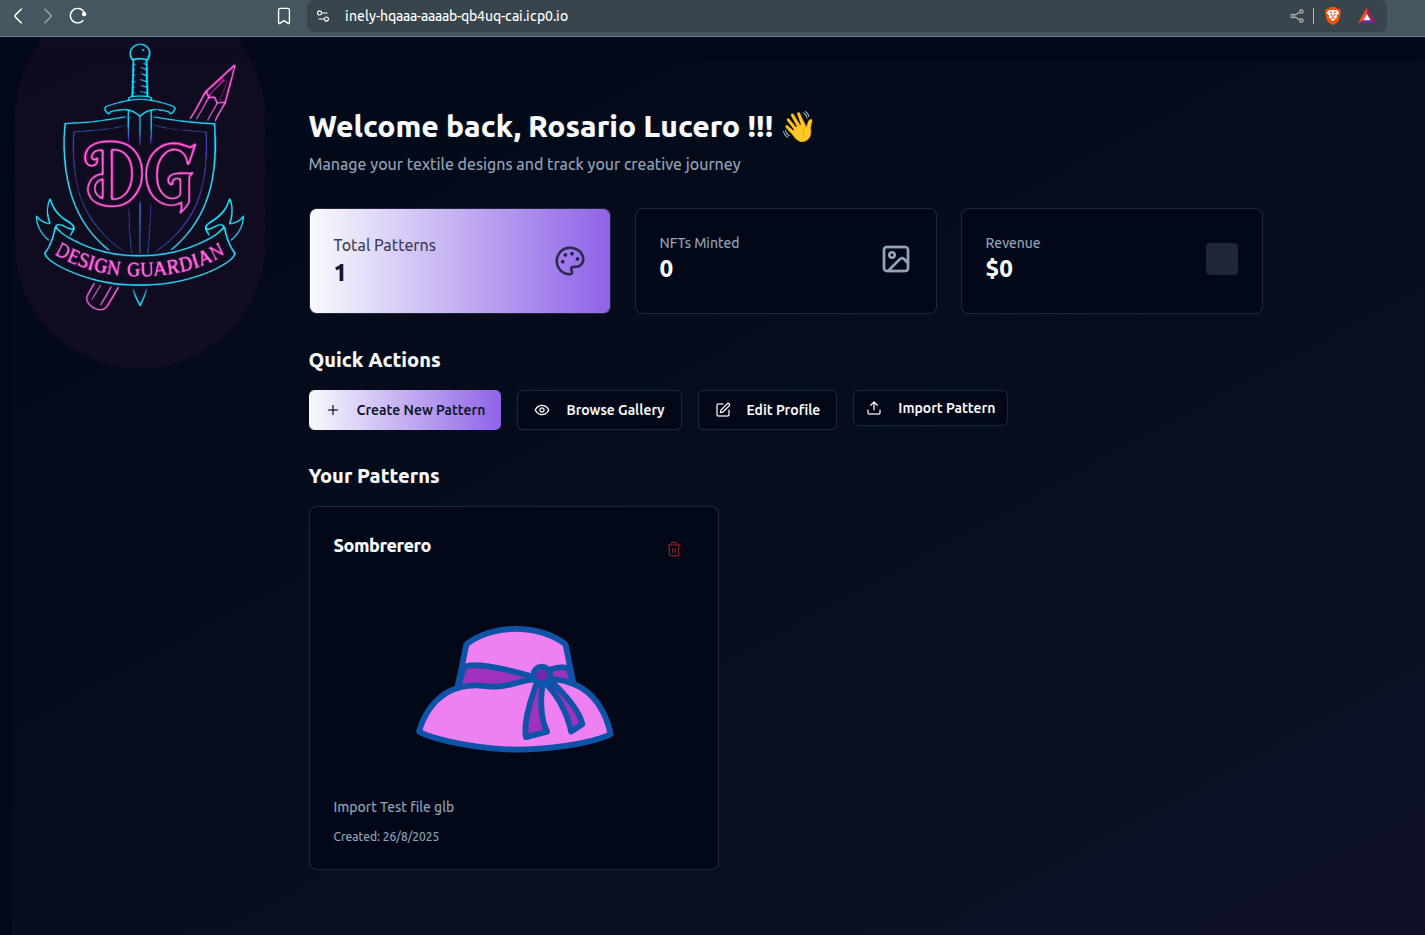 inely-hqaaa-aaaab-qb4uq-cai.icp0.io
DG
DESIGN GUARDIAN
Welcome back, Rosario Lucero !!! 👋
Manage your textile designs and track your creative journey
Total Patterns
1
NFTs Minted
0
Revenue
$0
Quick Actions
Create New Pattern
Browse Gallery
Edit Profile
Import Pattern
Your Patterns
Sombrerero
Import Test file glb
Created: 26/8/2025